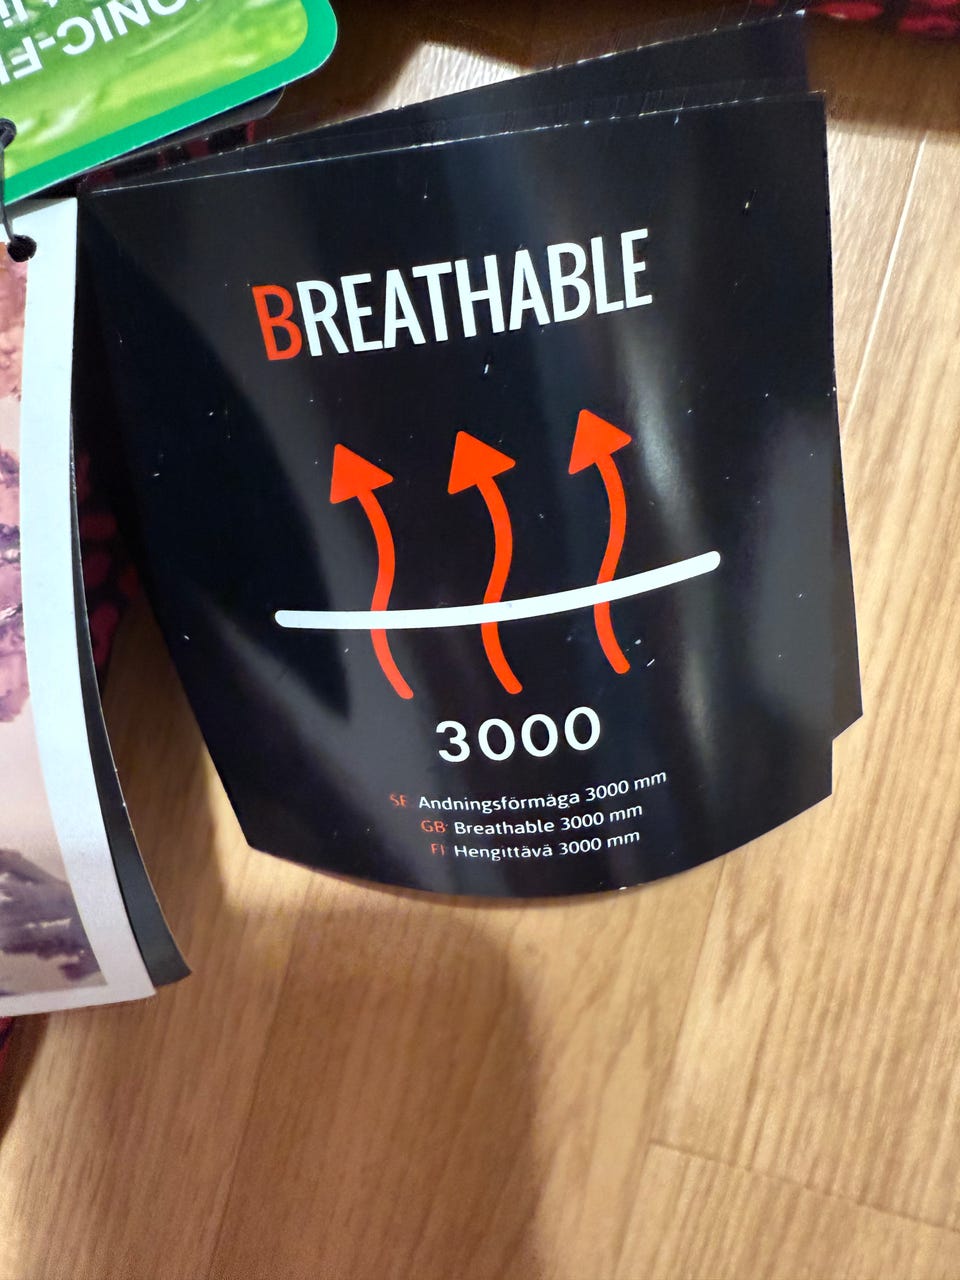 BREATHABLE
3000
SE Andningsförmåga 3000 mm
GB Breathable 3000 mm
FI Hengittävä 3000 mm